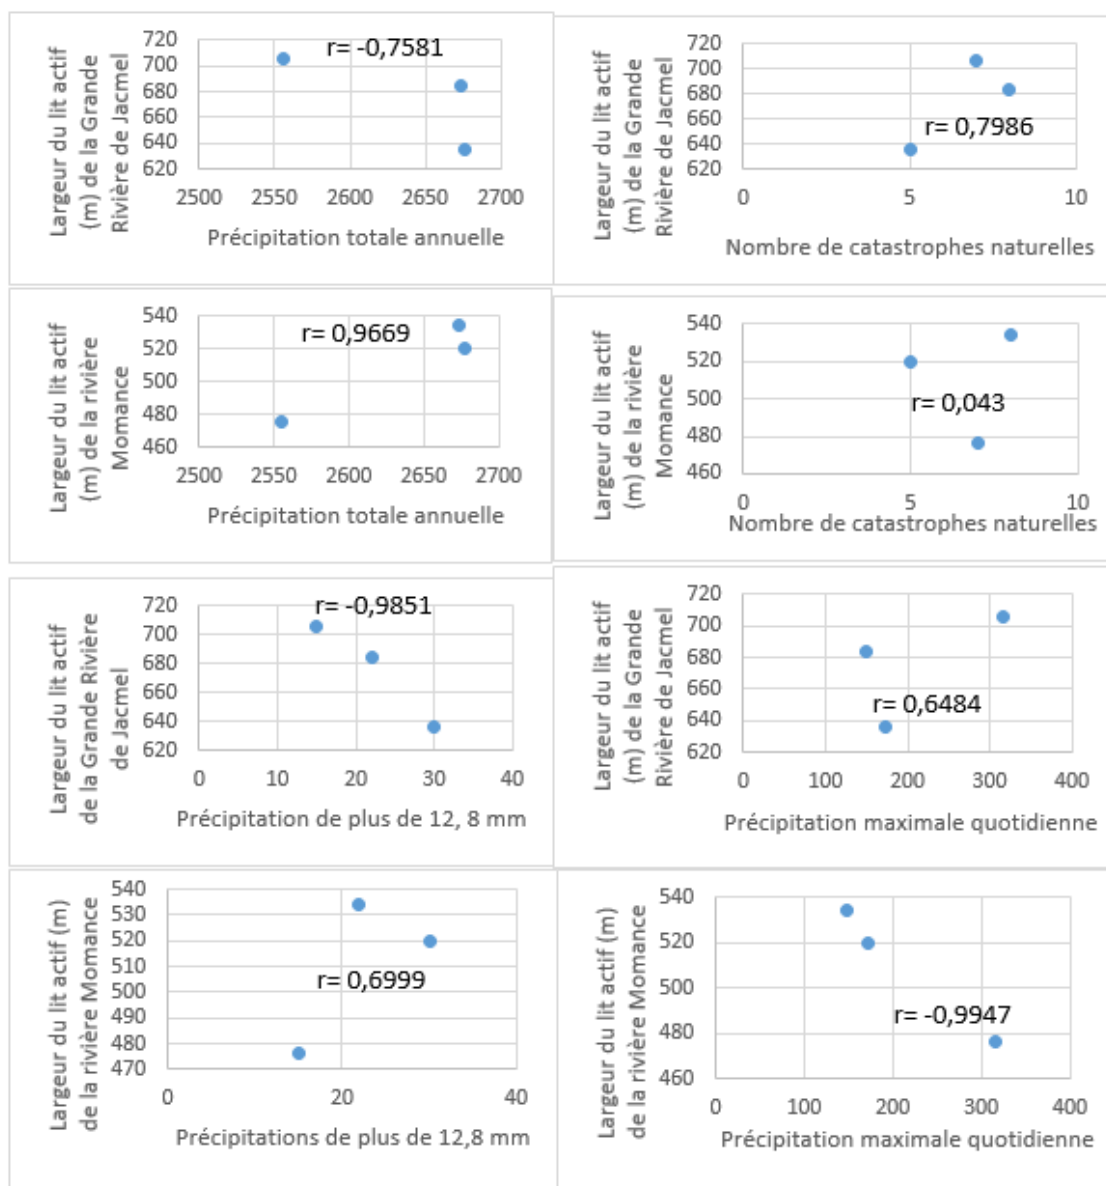 Largeur du lit actif
(m) de la Grande
Rivière de Jacmel
720
700
680
660
640
620
r= -0,7581
2500 2550 2600 2650 2700
Précipitation totale annuelle
Largeur du lit actif
(m) de la Grande
Rivière de Jacmel
720
700
680
660
640
620
r= 0,7986
0 5 10
Nombre de catastrophes naturelles
Largeur du lit actif
(m) de la rivière
Momance
540
520
500
480
460
r= 0,9669
2500 2550 2600 2650 2700
Précipitation totale annuelle
Largeur du lit actif
(m) de la rivière
Momance
540
520
500
480
460
r= 0,043
0 5 10
Nombre de catastrophes naturelles
Largeur du lit actif
de la Grande Rivière
de Jacmel
720
700
680
660
640
620
r= -0,9851
0 10 20 30 40
Précipitation de plus de 12, 8 mm
Largeur du lit actif
(m) de la Grande
Rivière de Jacmel
720
700
680
660
640
620
r= 0,6484
0 100 200 300 400
Précipitation maximale quotidienne
Largeur du lit actif (m)
de la rivière Momance
540
530
520
510
500
490
480
470
r= 0,6999
0 20 40
Précipitations de plus de 12,8 mm
Largeur du lit actif (m)
de la rivière Momance
540
520
500
480
460
r= -0,9947
0 100 200 300 400
Précipitation maximale quotidienne